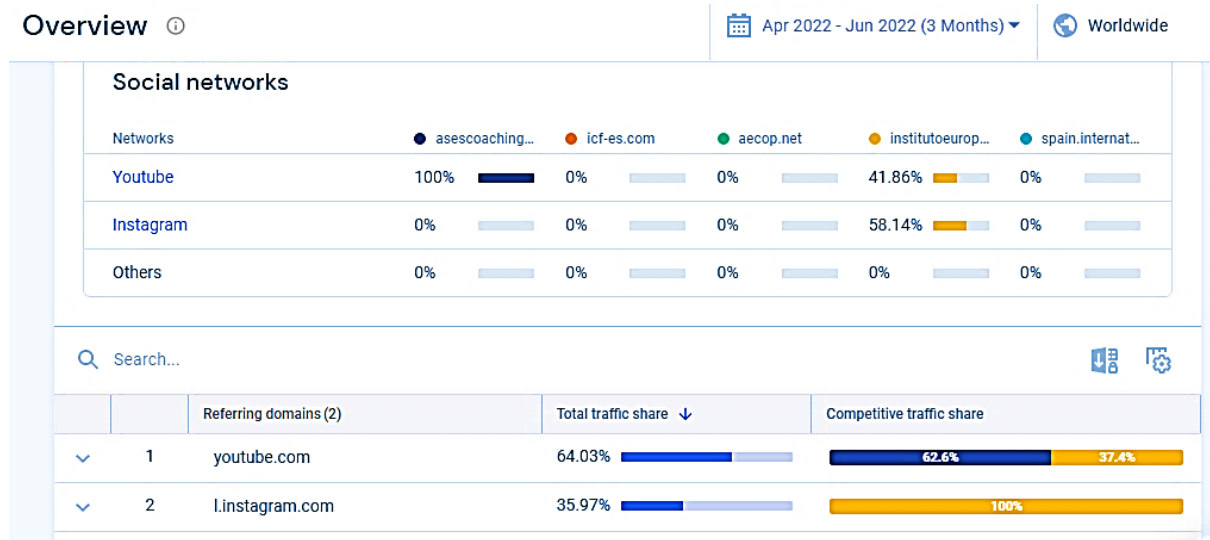 Overview
Apr 2022 - Jun 2022 (3 Months)
Worldwide
Social networks
Networks asescoaching... icf-es.com aecop.net institutoeurop... spain.internat...
Youtube 100% 0% 0% 41.86% 0%
Instagram 0% 0% 0% 58.14% 0%
Others 0% 0% 0% 0% 0%
Search...
Referring domains (2) Total traffic share Competitive traffic share
1 youtube.com 64.03% 62.6% 37.4%
2 l.instagram.com 35.97% 100%